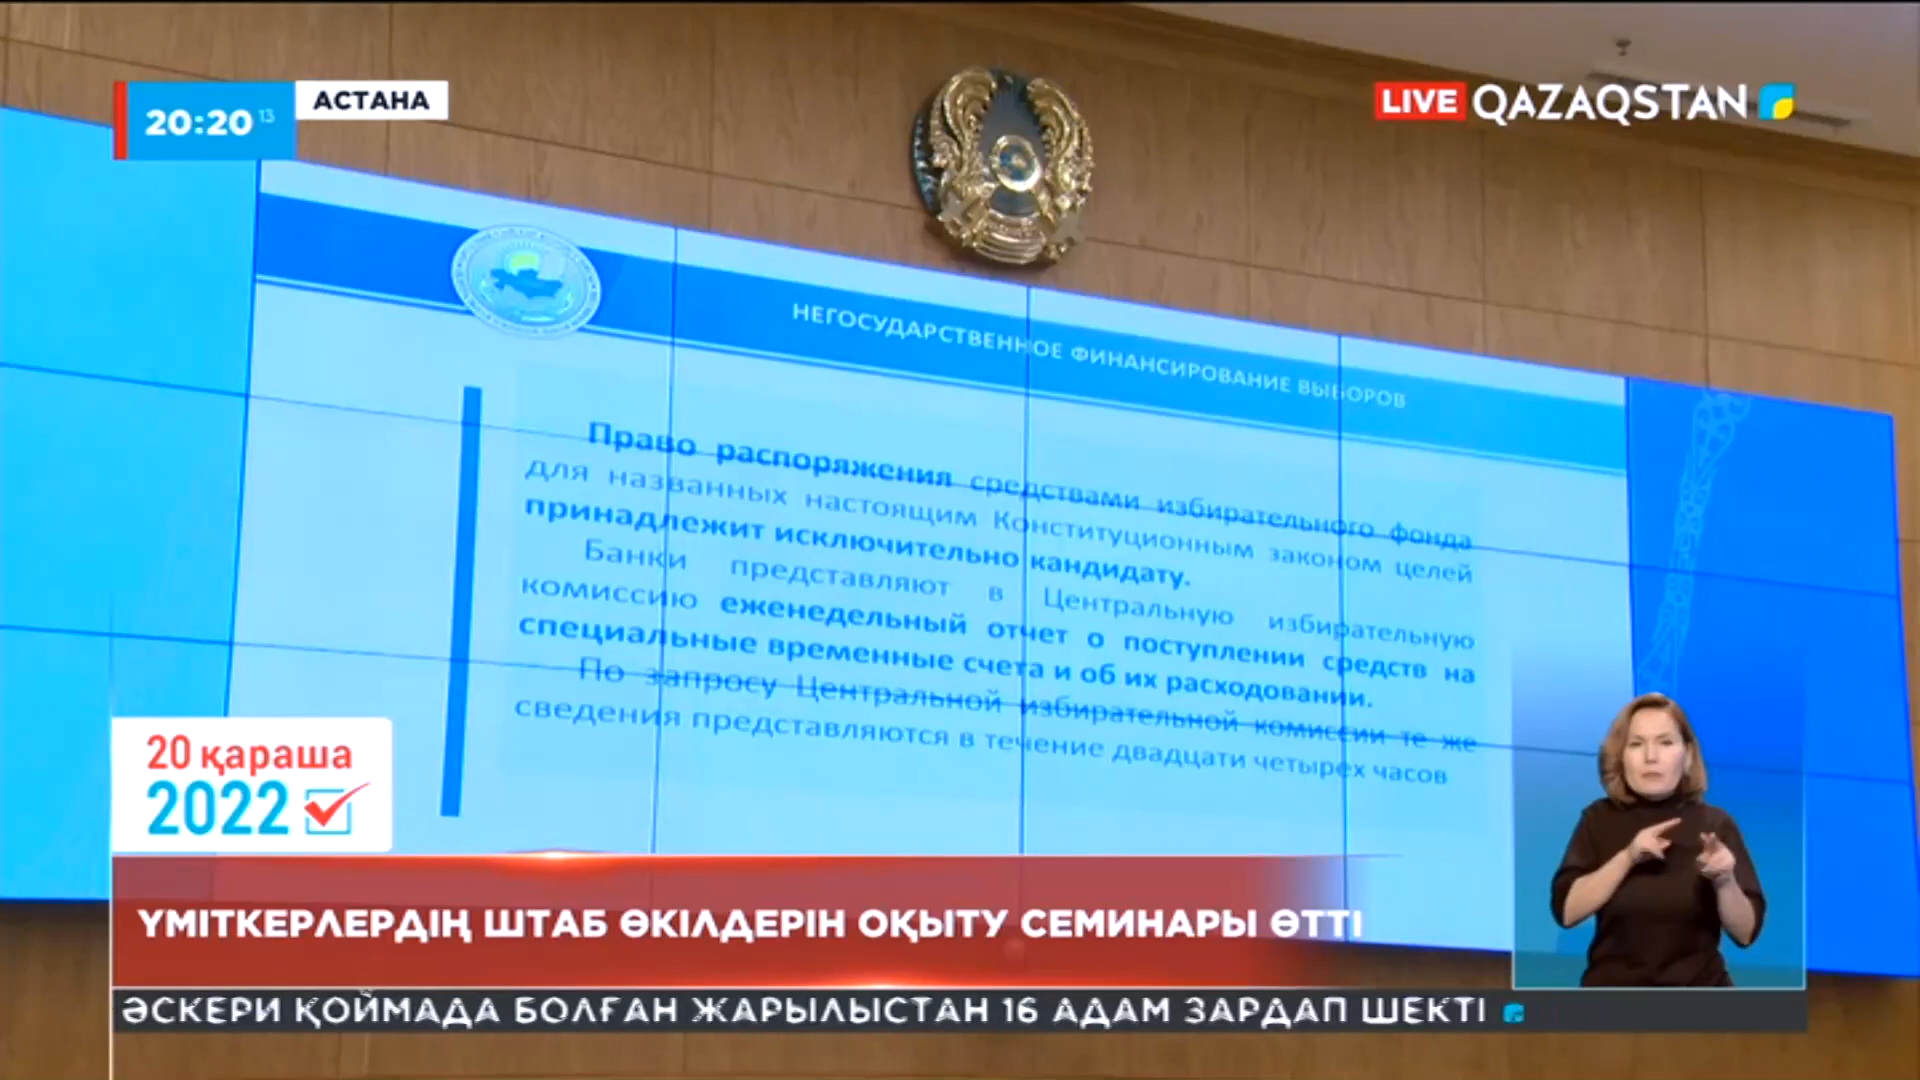 20:20 13
АСТАНА
LIVE QAZAQSTAN
НЕГОСУДАРСТВЕННОЕ ФИНАНСИРОВАНИЕ ВЫБОРОВ
Право распоряжения средствами избирательного фонда
для названных настоящим Конституционным законом целей
принадлежит исключительно кандидату.
Банки представляют в Центральную избирательную
комиссию еженедельный отчет о поступлении средств на
специальные временные счета и об их расходовании.
По запросу Центральной избирательной комиссии те же
сведения представляются в течение двадцати четырех часов
20 қараша
2022
ҮМІТКЕРЛЕРДІҢ ШТАБ ӨКІЛДЕРІН ОҚЫТУ СЕМИНАРЫ ӨТТІ
ӘСКЕРИ ҚОЙМАДА БОЛҒАН ЖАРЫЛЫСТАН 16 АДАМ ЗАРДАП ШЕКТІ